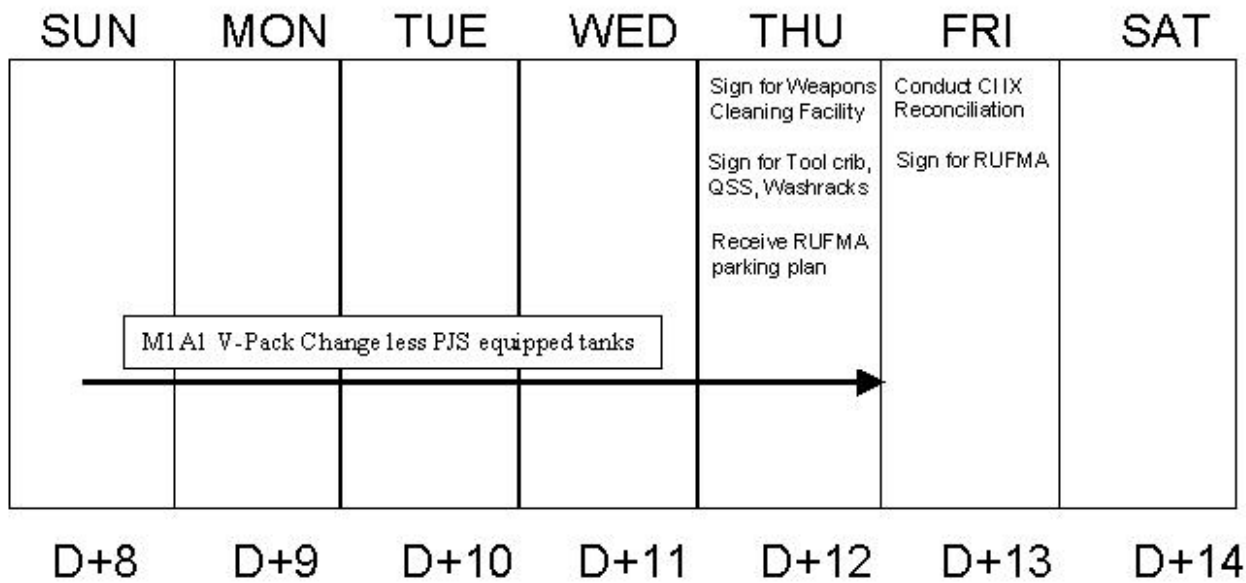 SUN MON TUE WED THU FRI SAT
Sign for Weapons
Cleaning Facility
Sign for Tool crib,
QSS, Washracks
Receive RUFMA
parking plan
Conduct CIIX
Reconciliation
Sign for RUFMA
M1A1 V-Pack Change less PJS equipped tanks
D+8 D+9 D+10 D+11 D+12 D+13 D+14